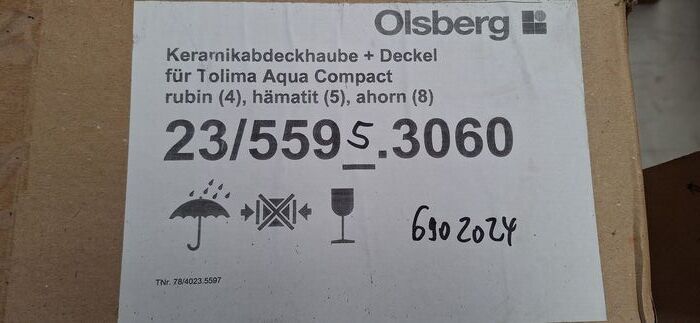 Olsberg
Keramikabdeckhaube + Deckel
für Tolima Aqua Compact
rubin (4), hämatit (5), ahorn (8)
23/5595.3060
6902024
TNr. 78/4023.5597